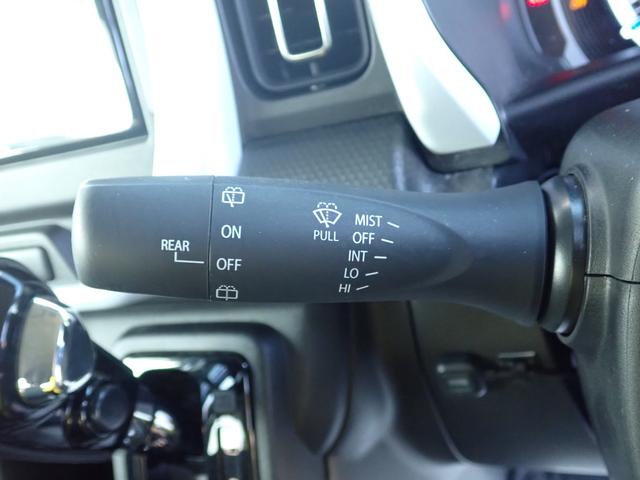 ON
REAR
OFF
PULL
MIST
OFF
INT
LO
HI